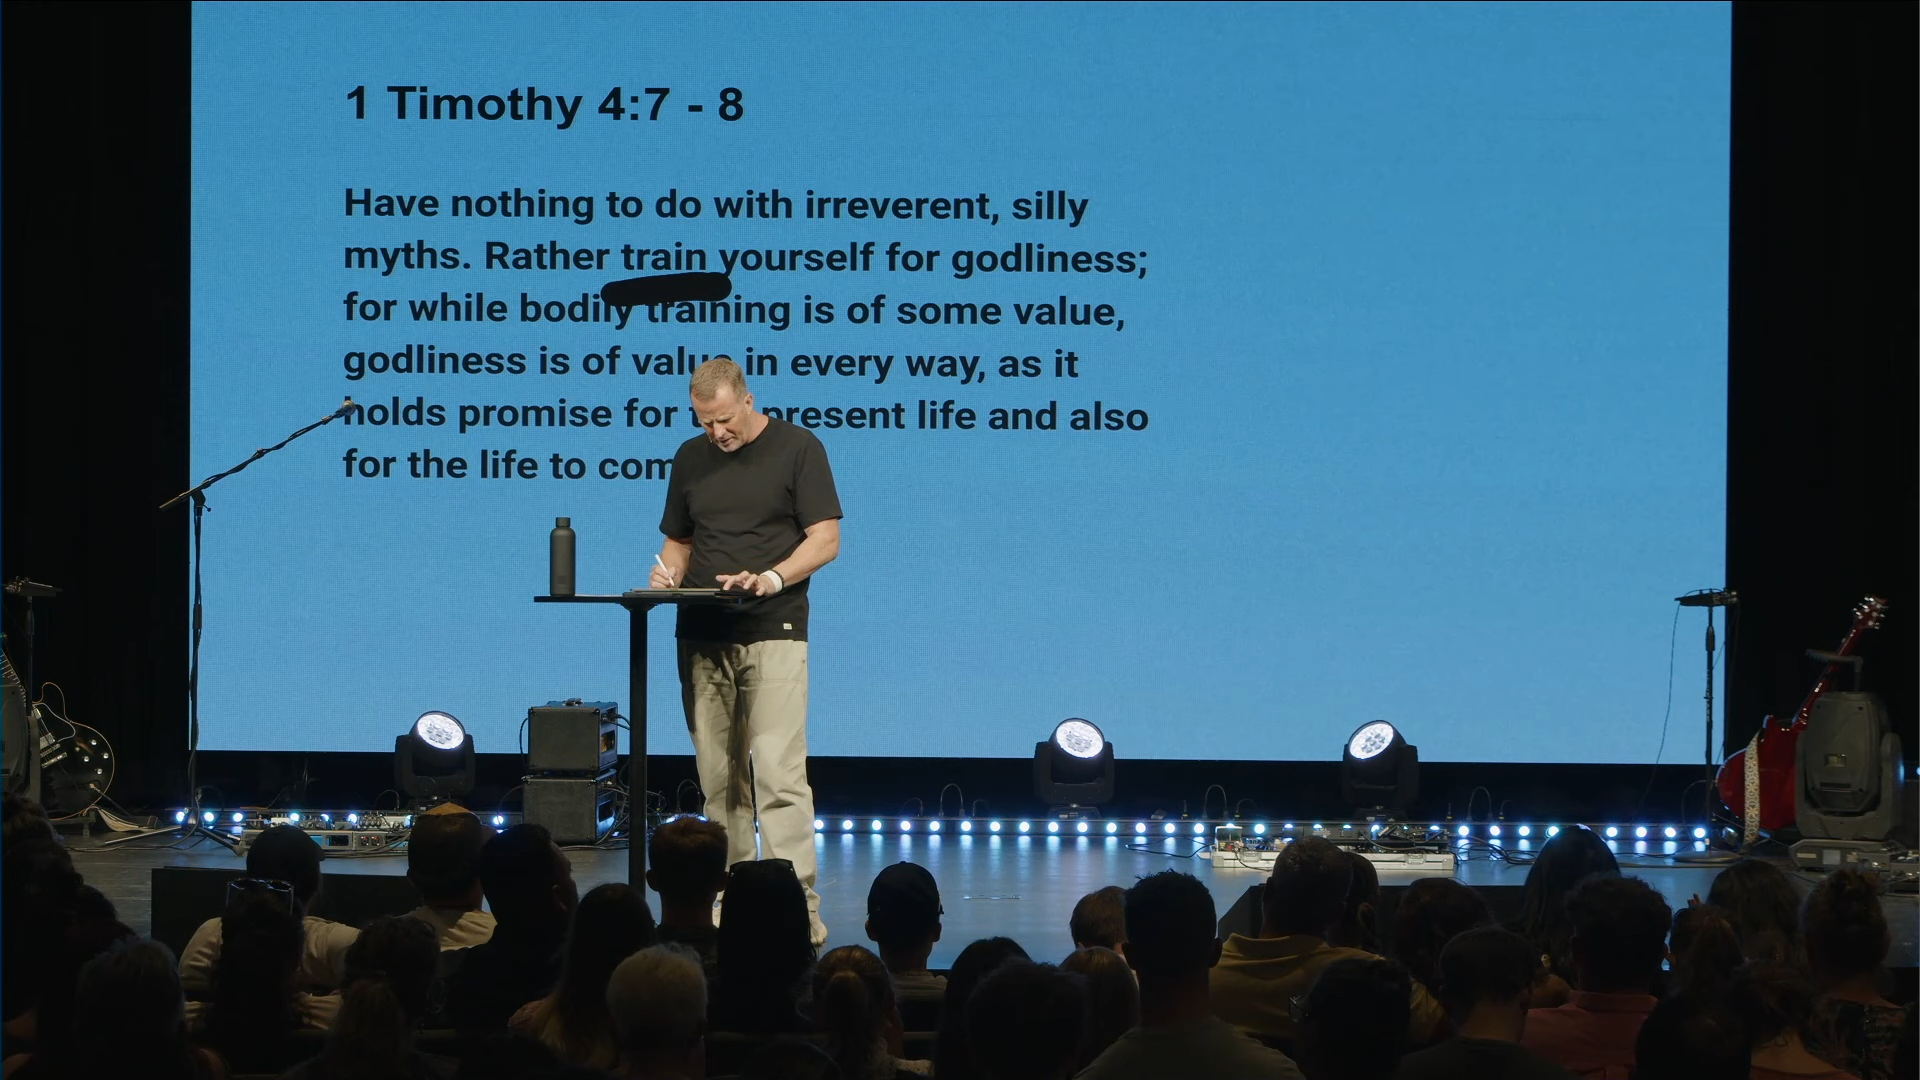 1 Timothy 4:7 - 8
Have nothing to do with irreverent, silly
myths. Rather train yourself for godliness;
for while bodily training is of some value,
godliness is of value in every way, as it
holds promise for present life and also
for the life to com